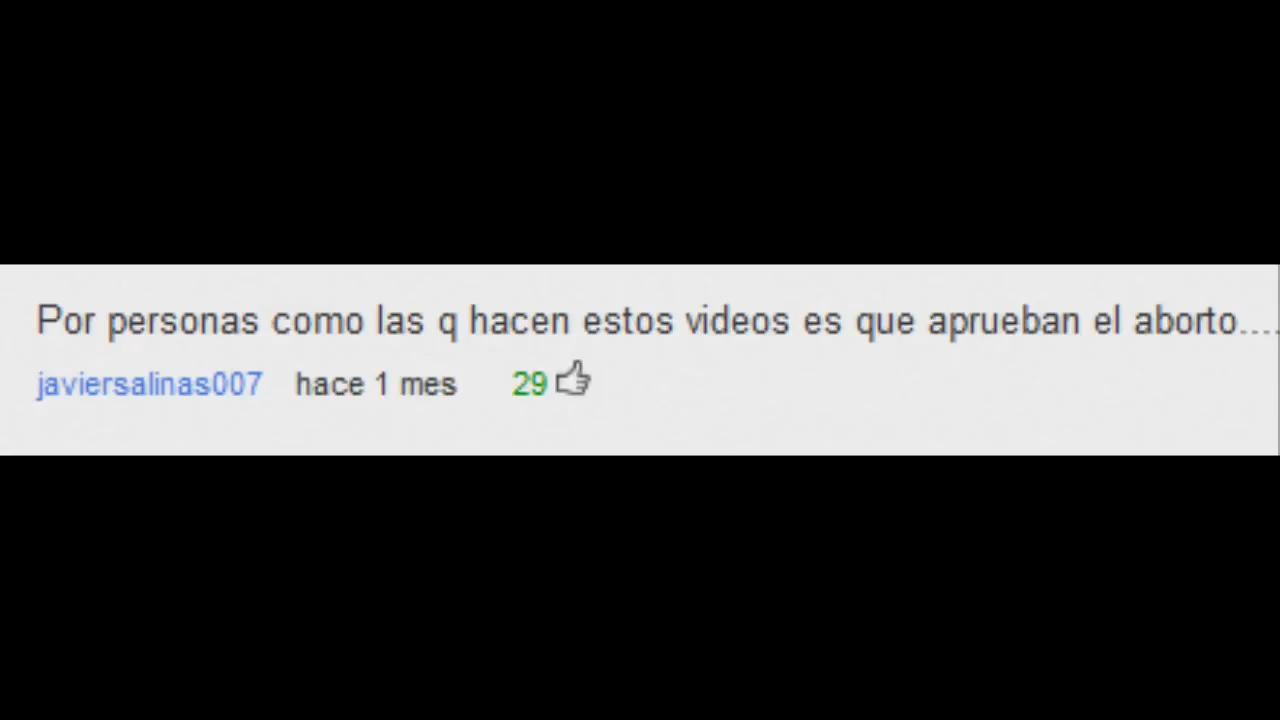 Por personas como las q hacen estos videos es que aprueban el aborto....
javiersalinas007 hace 1 mes 29